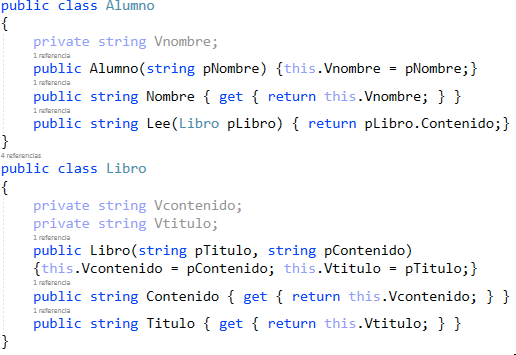 public class Alumno
{
private string Vnombre;
1 referencia
public Alumno(string pNombre) {this.Vnombre = pNombre;}
1 referencia
public string Nombre { get { return this.Vnombre; } }
1 referencia
public string Lee(Libro pLibro) { return pLibro.Contenido;}
}
4 referencias
public class Libro
{
private string Vcontenido;
private string Vtitulo;
1 referencia
public Libro(string pTitulo, string pContenido)
{this.Vcontenido = pContenido; this.Vtitulo = pTitulo;}
1 referencia
public string Contenido { get { return this.Vcontenido; } }
1 referencia
public string Titulo { get { return this.Vtitulo; } }
}